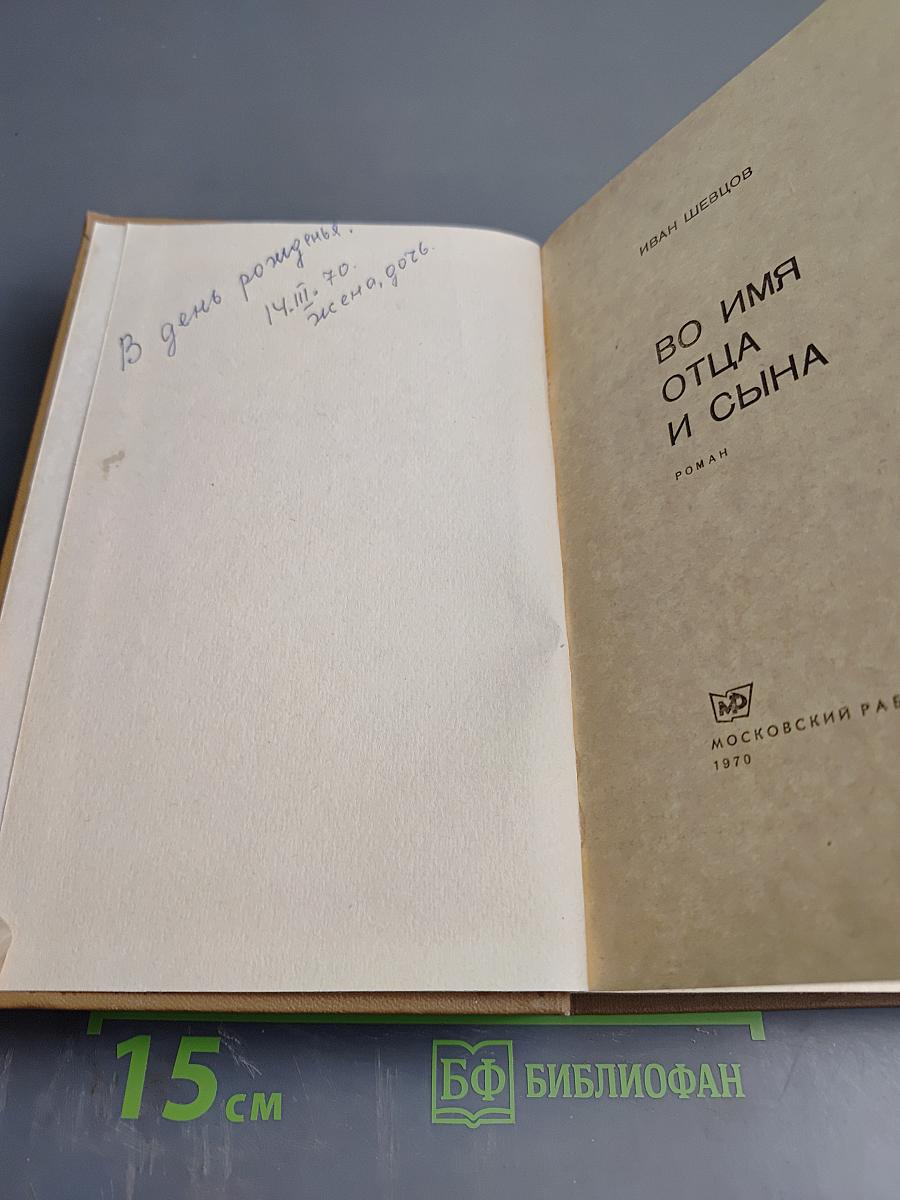 В день рожденья.
14.III.70.
жена, дочь.
ИВАН ШЕВЦОВ
ВО ИМЯ
ОТЦА
И СЫНА
РОМАН
МР
МОСКОВСКИЙ РАБ
1970
15 см
БФ БИБЛИОФАН